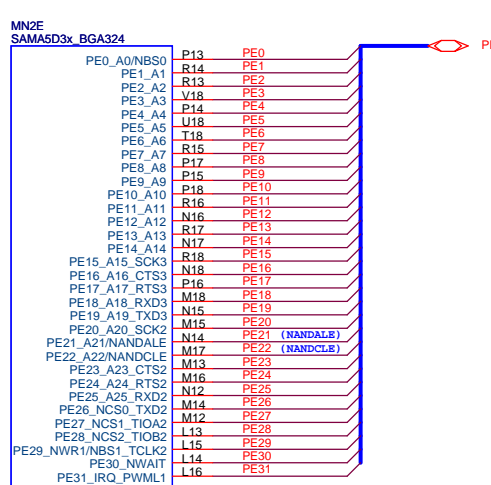 MN2E
SAMA5D3x_BGA324
PE0_A0/NBS0 P13 PE0
PE1_A1 R14 PE1
PE2_A2 R13 PE2
PE3_A3 V18 PE3
PE4_A4 P14 PE4
PE5_A5 U18 PE5
PE6_A6 T18 PE6
PE7_A7 R15 PE7
PE8_A8 P17 PE8
PE9_A9 P15 PE9
PE10_A10 P18 PE10
PE11_A11 R16 PE11
PE12_A12 N16 PE12
PE13_A13 R17 PE13
PE14_A14 N17 PE14
PE15_A15_SCK3 R18 PE15
PE16_A16_CTS3 N18 PE16
PE17_A17_RTS3 P16 PE17
PE18_A18_RXD3 M18 PE18
PE19_A19_TXD3 N15 PE19
PE20_A20_SCK2 M15 PE20
PE21_A21/NANDALE N14 PE21 (NANDALE)
PE22_A22/NANDCLE M17 PE22 (NANDCLE)
PE23_A23_CTS2 M13 PE23
PE24_A24_RTS2 M16 PE24
PE25_A25_RXD2 N12 PE25
PE26_NCS0_TXD2 M14 PE26
PE27_NCS1_TIOA2 M12 PE27
PE28_NCS2_TIOB2 L13 PE28
PE29_NWR1/NBS1_TCLK2 L15 PE29
PE30_NWAIT L14 PE30
PE31_IRQ_PWML1 L16 PE31